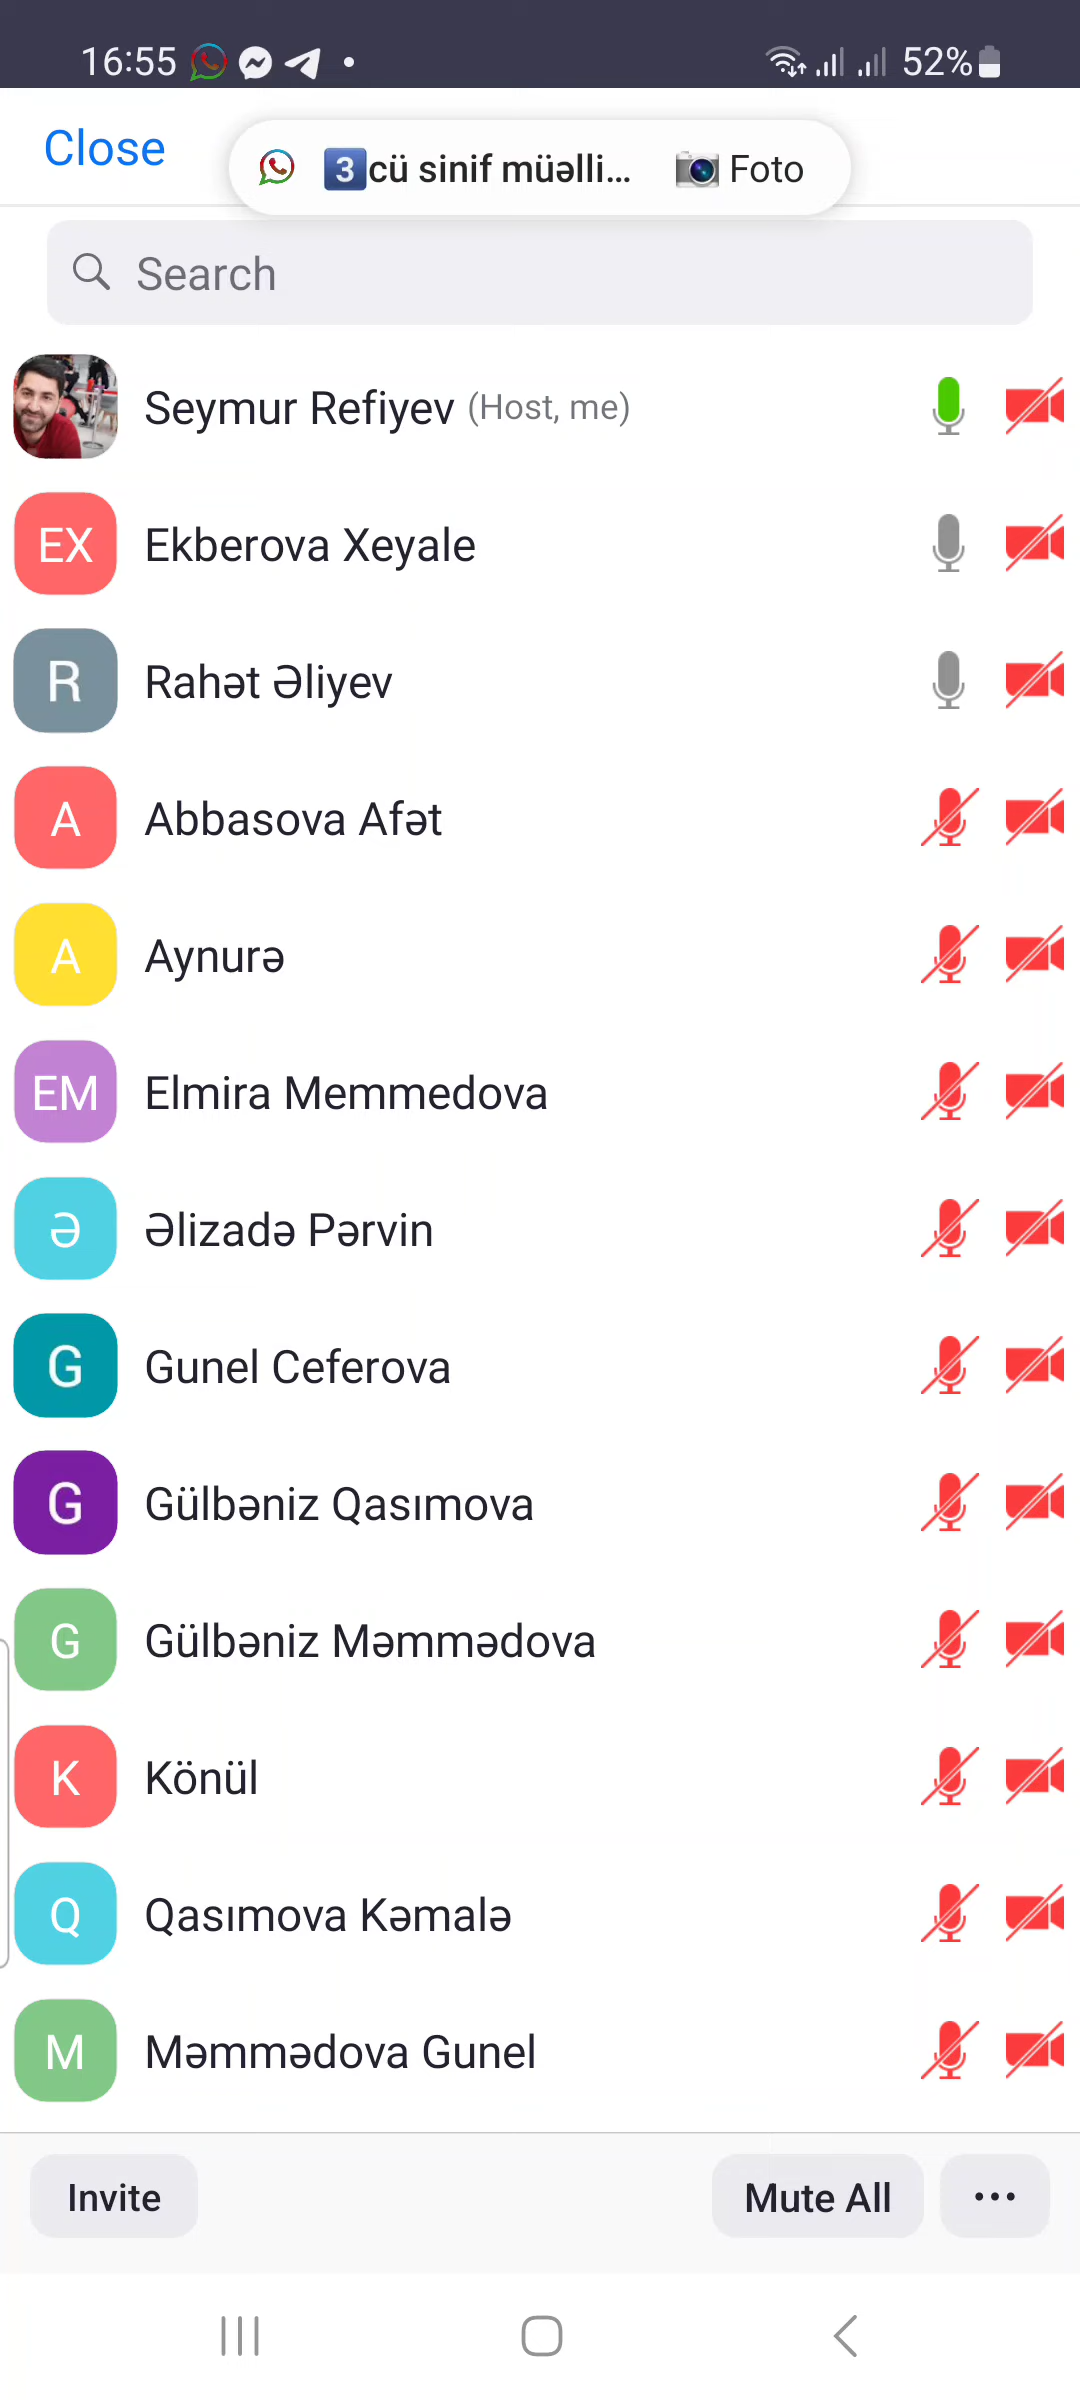 16:55 52%
Close
3cü sinif müəlli... Foto
Search
Seymur Refiyev (Host, me)
EX Ekberova Xeyale
R Rahət Əliyev
A Abbasova Afət
A Aynurə
EM Elmira Memmedova
Ə Əlizadə Pərvin
G Gunel Ceferova
G Gülbəniz Qasımova
G Gülbəniz Məmmədova
K Könül
Q Qasımova Kəmalə
M Məmmədova Gunel
Invite Mute All